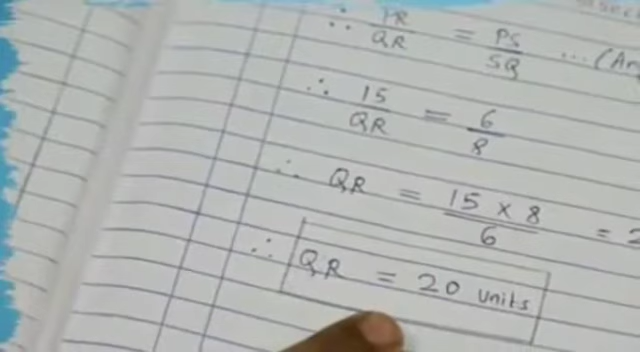 ∴ PR/QR = PS/SQ ...(An
∴ 15/QR = 6/8
∴ QR = 15 × 8/6 = 2
∴ QR = 20 units